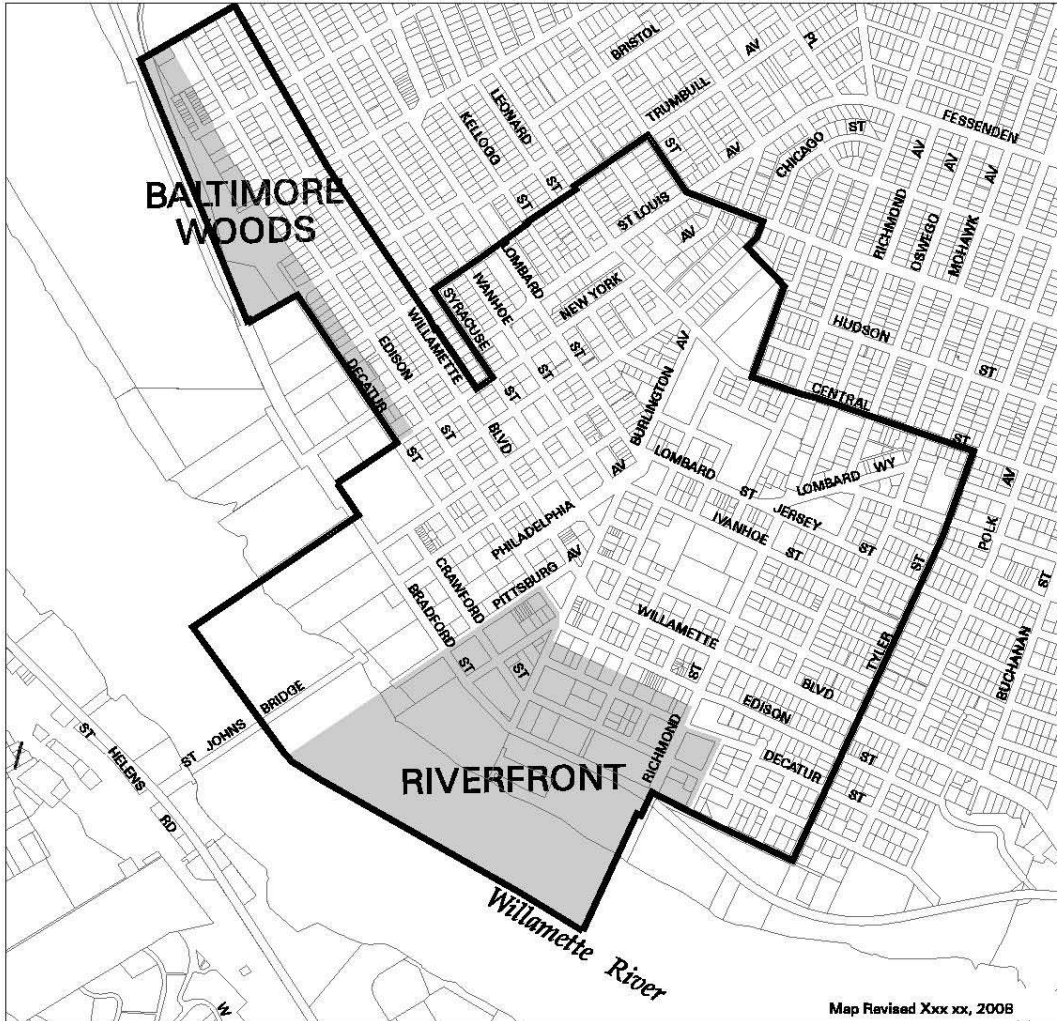 BRISTOL
AV
PL
LEONARD
TRUMBULL
KELLOGG
ST
AV
CHICAGO
ST
FESSENDEN
AV
AV
AV
BALTIMORE
WOODS
ST
ST
ST LOUIS
AV
RICHMOND
OSWEGO
MOHAWK
LOMBARD
IVANHOE
SYRACUSE
NEW YORK
WILLAMETTE
EDISON
DECATUR
ST
ST
ST
AV
HUDSON
ST
CENTRAL
ST
BURLINGTON
BLVD
ST
ST
AV
LOMBARD
ST
LOMBARD WY
JERSEY
ST
ST
AV
POLK
ST
IVANHOE
ST
PHILADELPHIA
AV
PITTSBURG
CRAWFORD
BRADFORD
ST
ST
WILLAMETTE
BLVD
ST
EDISON
ST
DECATUR
ST
TYLER
BUCHANAN
RICHMOND
ST JOHNS BRIDGE
ST HELENS RD
RIVERFRONT
Willamette River
W
Map Revised Xxx xx, 2008